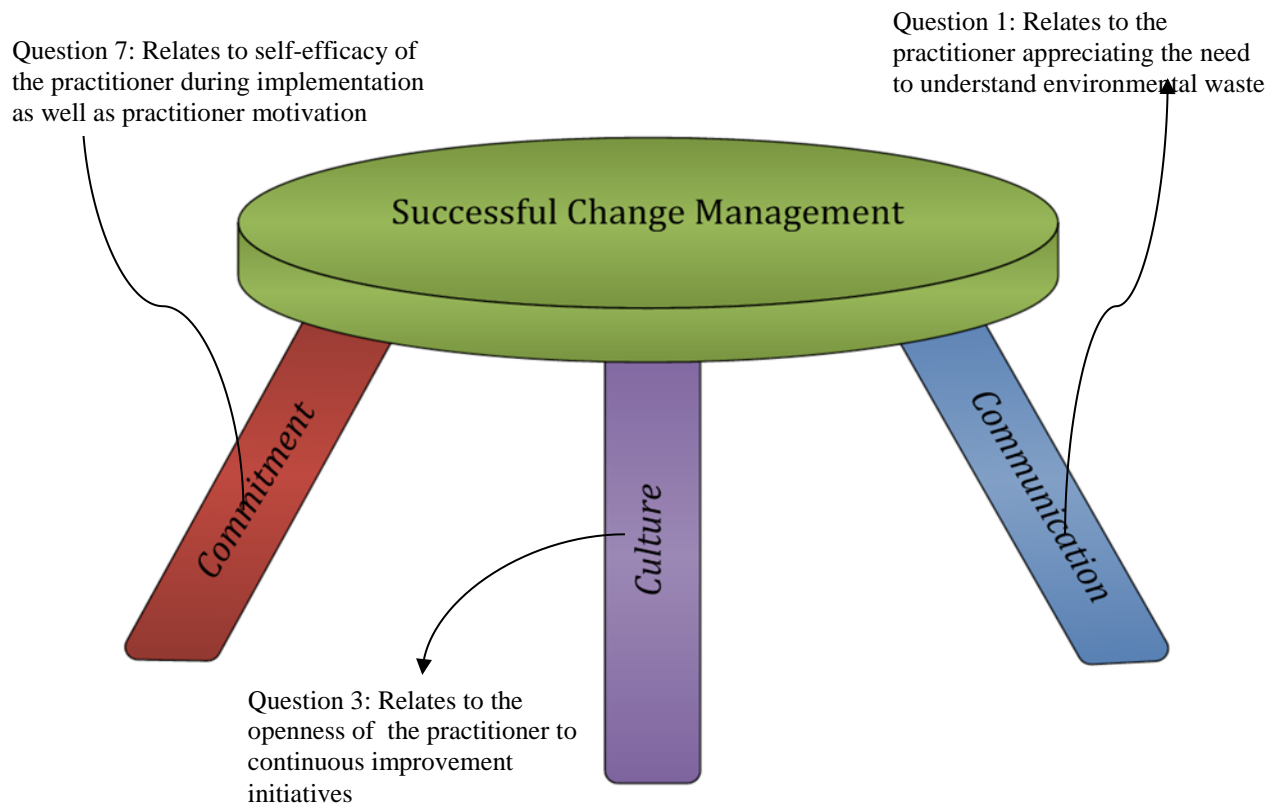 Question 7: Relates to self-efficacy of
the practitioner during implementation
as well as practitioner motivation
Question 1: Relates to the
practitioner appreciating the need
to understand environmental waste
Successful Change Management
Commitment
Culture
Communication
Question 3: Relates to the
openness of  the practitioner to
continuous improvement
initiatives